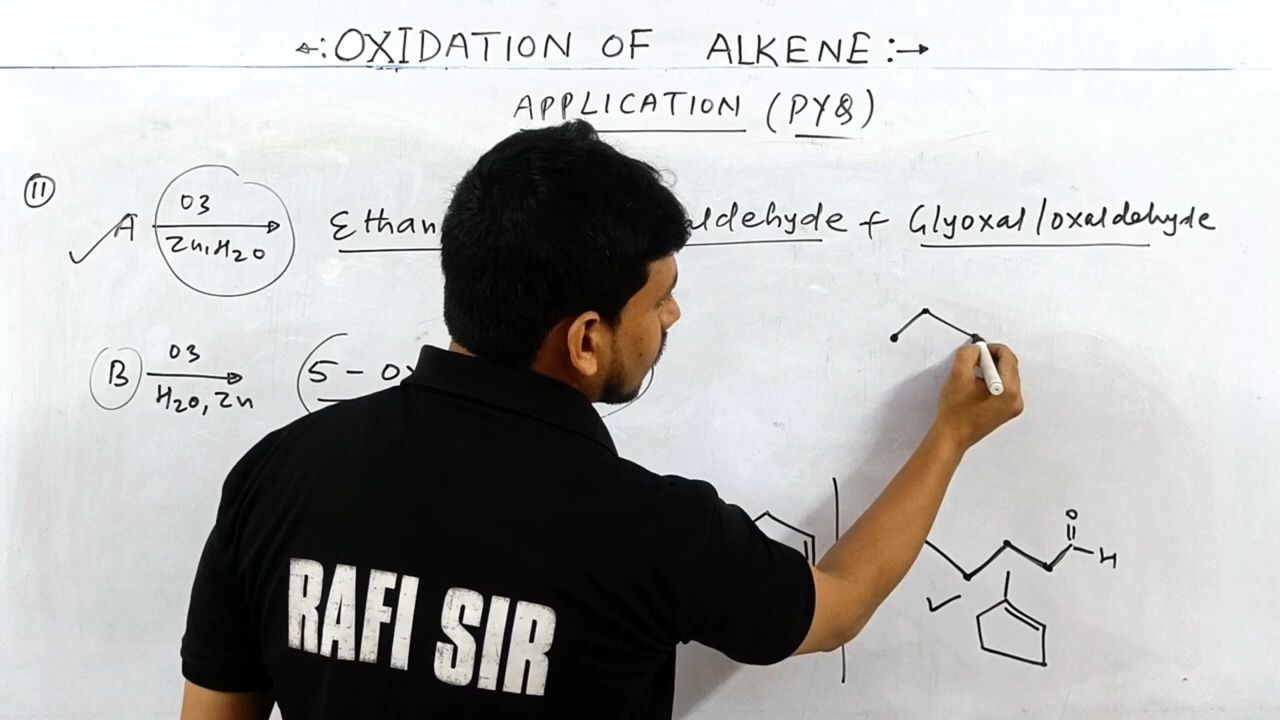 OXIDATION OF ALKENE:→
APPLICATION (PYQ)
11
A O3 Zn, H2O Ethan aldehyde + Glyoxal/oxaldehyde
B O3 H2O, Zn 5 - ox
O
H
RAFI SIR